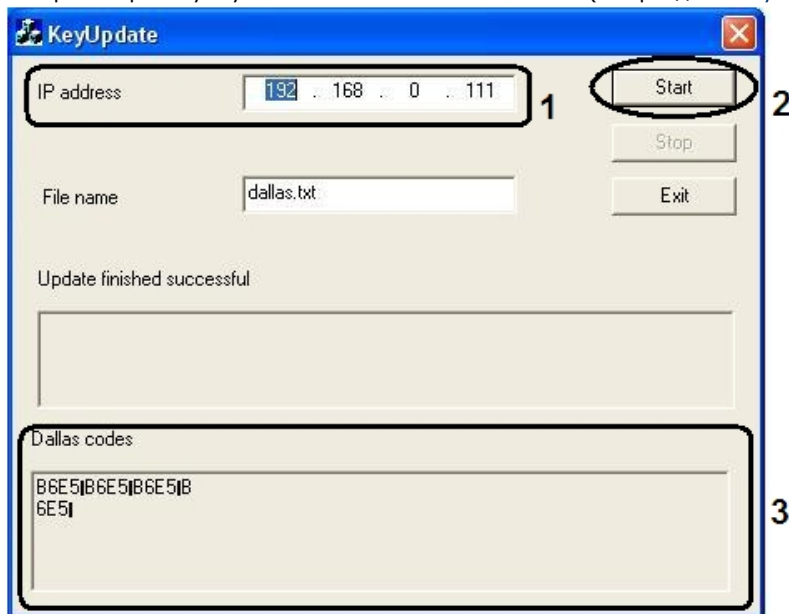 KeyUpdate
IP address
192 . 168 . 0 . 111
1
Start
2
Stop
File name
dallas.txt
Exit
Update finished successful
Dallas codes
B6E5|B6E5|B6E5|B
6E5|
3